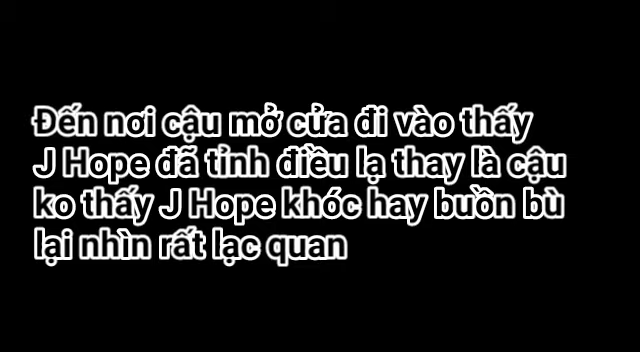 Đến nơi cậu mở cửa đi vào thấy
J Hope đã tỉnh điều lạ thay là cậu
ko thấy J Hope khóc hay buồn bù
lại nhìn rất lạc quan